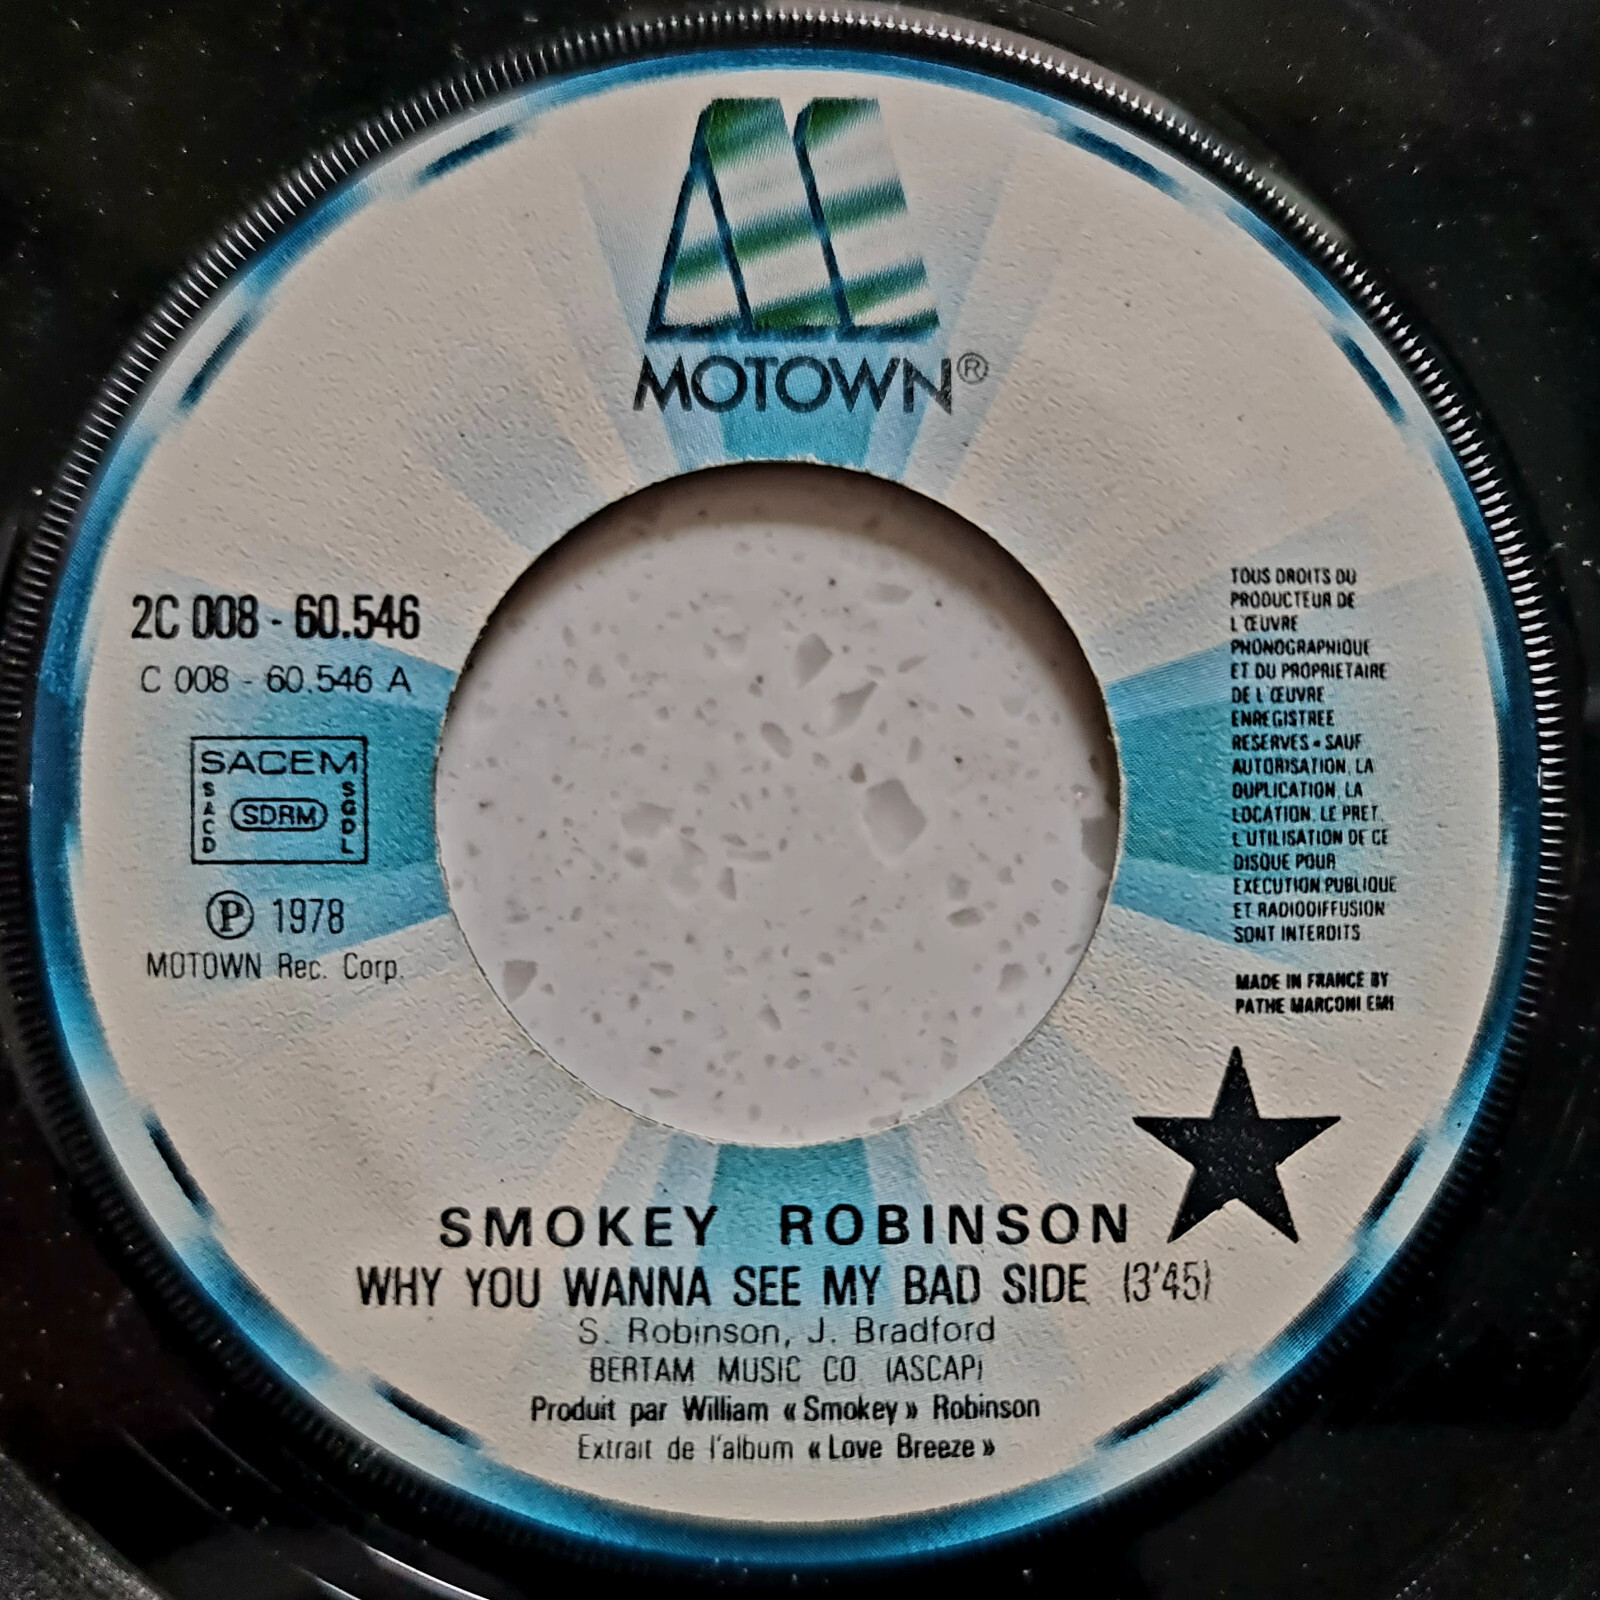 MOTOWN®
2C 008 - 60.546
C 008 - 60.546 A
SACEM
SACD
SDRM
SGDL
℗ 1978
MOTOWN Rec. Corp.
TOUS DROITS DU
PRODUCTEUR DE
L'ŒUVRE
PHONOGRAPHIQUE
ET DU PROPRIETAIRE
DE L'ŒUVRE
ENREGISTREE
RESERVES - SAUF
AUTORISATION, LA
DUPLICATION, LA
LOCATION, LE PRET,
L'UTILISATION DE CE
DISQUE POUR
EXECUTION PUBLIQUE
ET RADIODIFFUSION
SONT INTERDITS
MADE IN FRANCE BY
PATHE MARCONI EMI
SMOKEY ROBINSON
WHY YOU WANNA SEE MY BAD SIDE (3'45)
S. Robinson, J. Bradford
BERTAM MUSIC CO (ASCAP)
Produit par William « Smokey » Robinson
Extrait de l'album « Love Breeze »